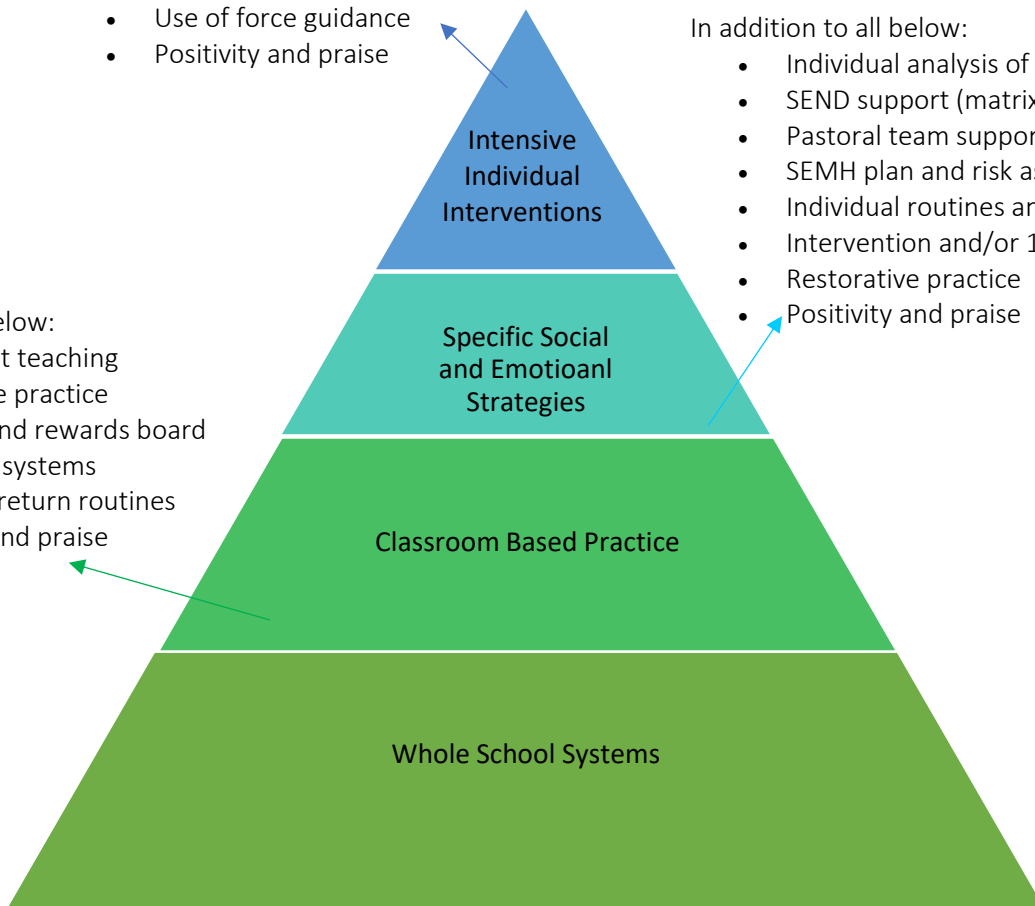 • Use of force guidance
• Positivity and praise
In addition to all below:
• Individual analysis of
• SEND support (matrix
• Pastoral team suppor
• SEMH plan and risk as
• Individual routines an
• Intervention and/or 1
• Restorative practice
• Positivity and praise
Intensive
Individual
Interventions
elow:
t teaching
e practice
nd rewards board
systems
return routines
nd praise
Specific Social
and Emotioanl
Strategies
Classroom Based Practice
Whole School Systems